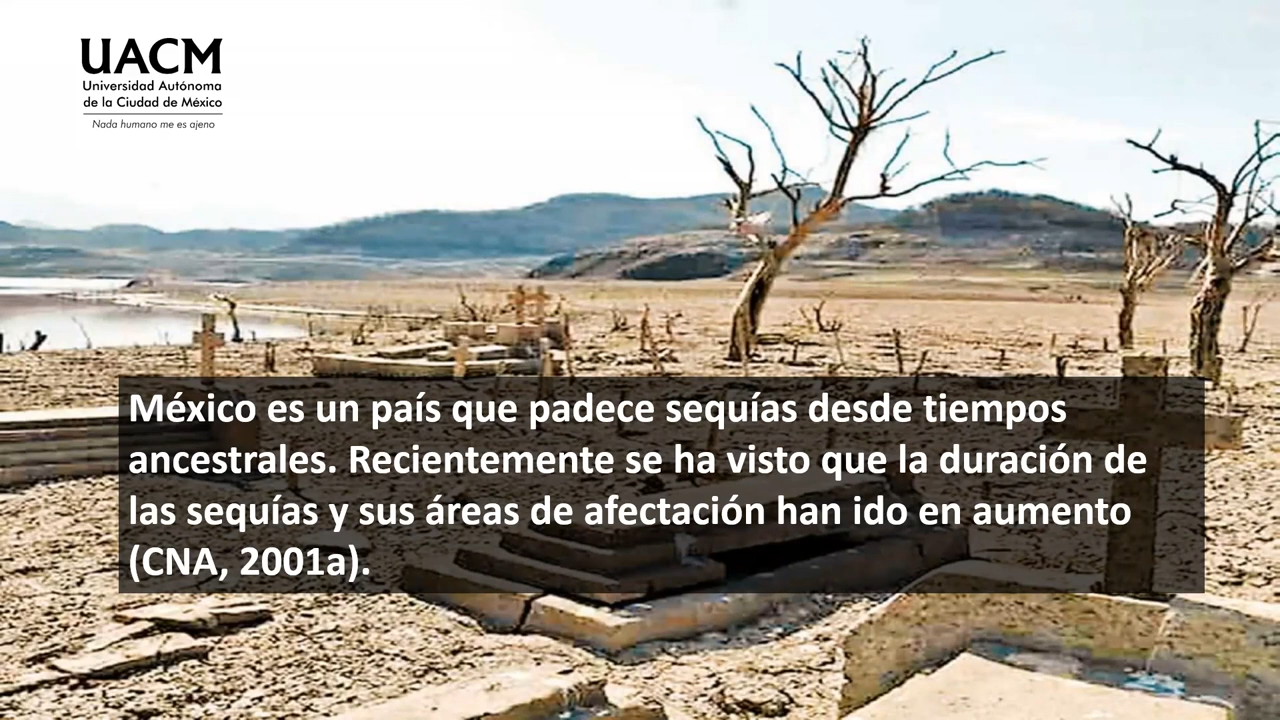 UACM
Universidad Autónoma
de la Ciudad de México
Nada humano me es ajeno
México es un país que padece sequías desde tiempos
ancestrales. Recientemente se ha visto que la duración de
las sequías y sus áreas de afectación han ido en aumento
(CNA, 2001a).